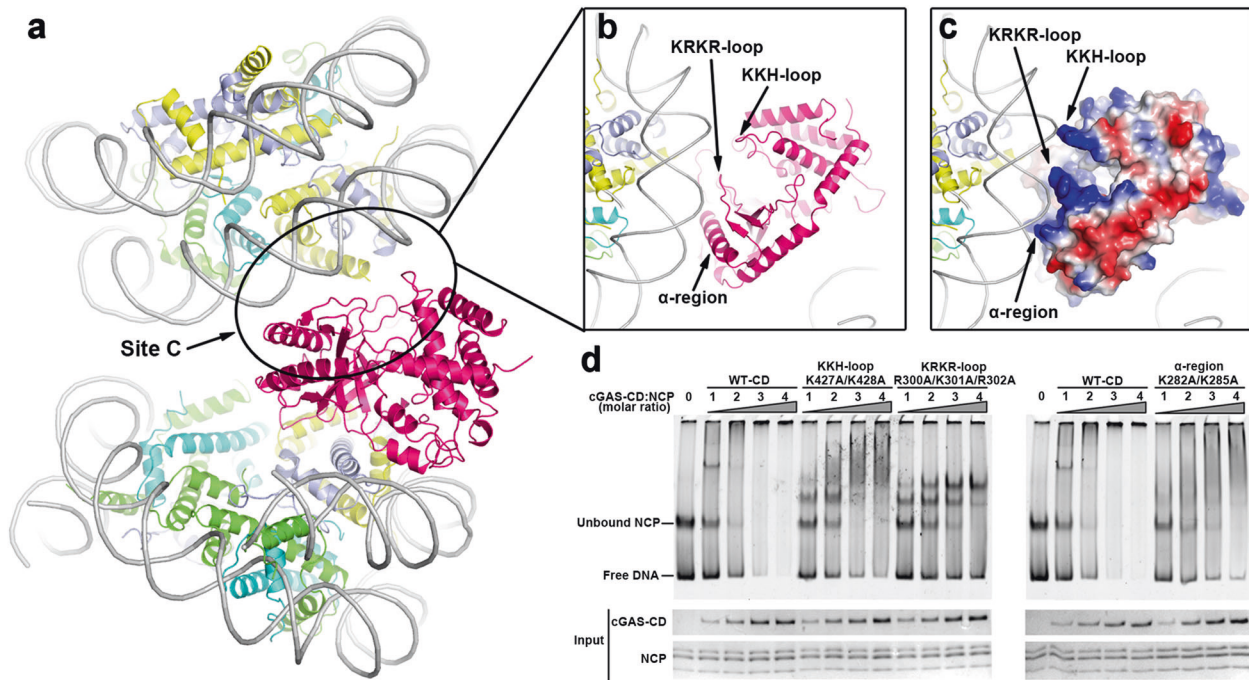 a
Site C
b
KRKR-loop
KKH-loop
α-region
c
KRKR-loop
KKH-loop
α-region
d
KKH-loop KRKR-loop α-region
WT-CD K427A/K428A R300A/K301A/R302A WT-CD K282A/K285A
cGAS-CD:NCP 0 1 2 3 4 1 2 3 4 1 2 3 4 0 1 2 3 4 1 2 3 4
(molar ratio)
Unbound NCP
Free DNA
Input
cGAS-CD
NCP